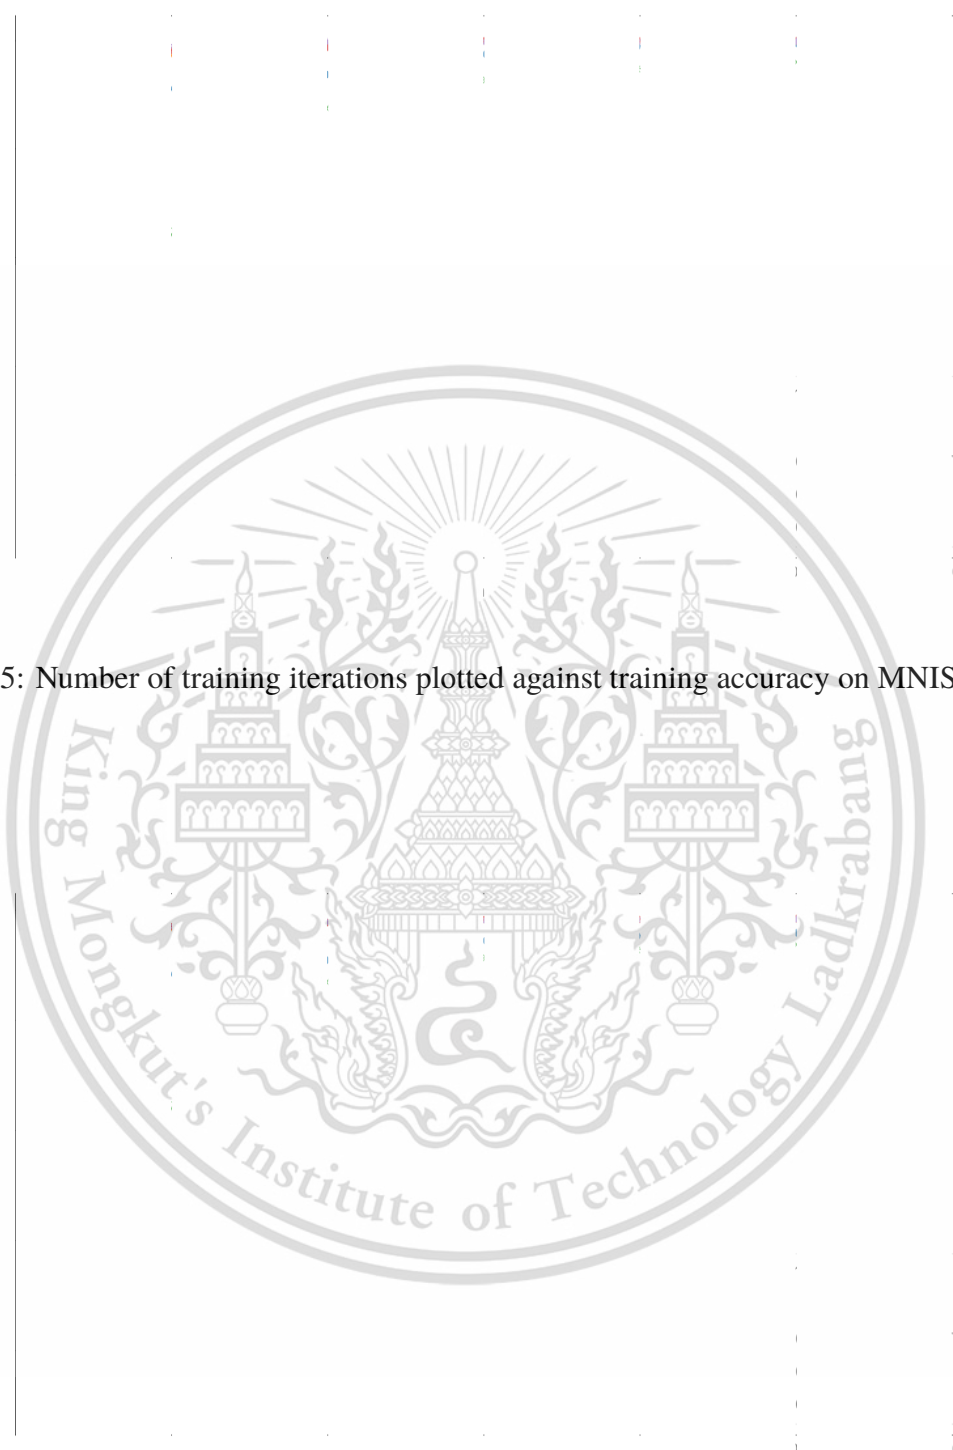 5: Number of training iterations plotted against training accuracy on MNIS
King Mongkut's Institute of Technology Ladkrabang